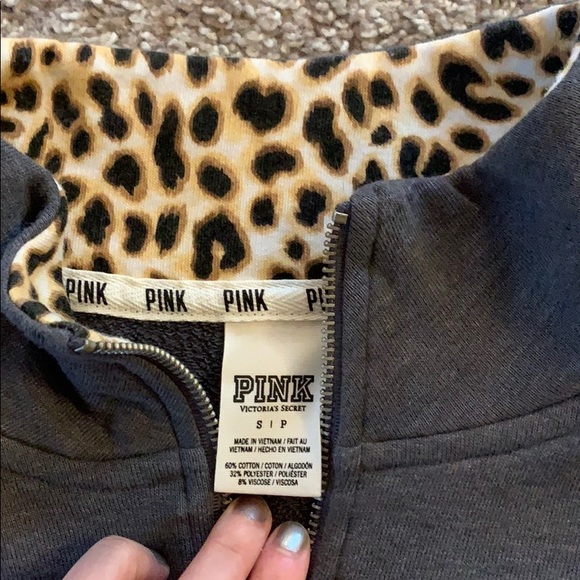 PINK PINK PINK PI
PINK
VICTORIA'S SECRET
S | P
MADE IN VIETNAM / FAIT AU
VIETNAM / HECHO EN VIETNAM
60% COTTON / COTON / ALGODÓN
32% POLYESTER / POLIÉSTER
8% VISCOSE / VISCOSA